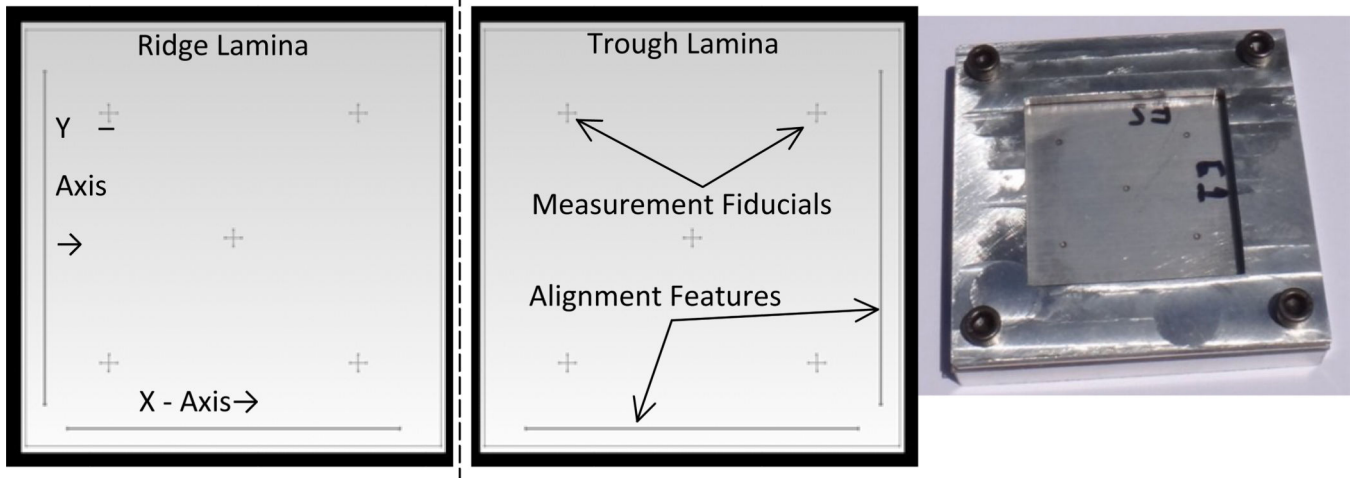 Ridge Lamina
Y –
Axis
→
X - Axis→
Trough Lamina
Measurement Fiducials
Alignment Features